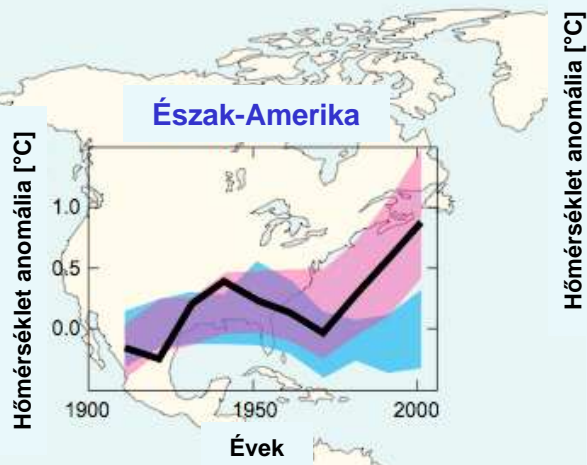 Észak-Amerika
Hőmérséklet anomália [°C]
1.0
0.5
0.0
1900
1950
2000
Évek
Hőmérséklet anomália [°C]